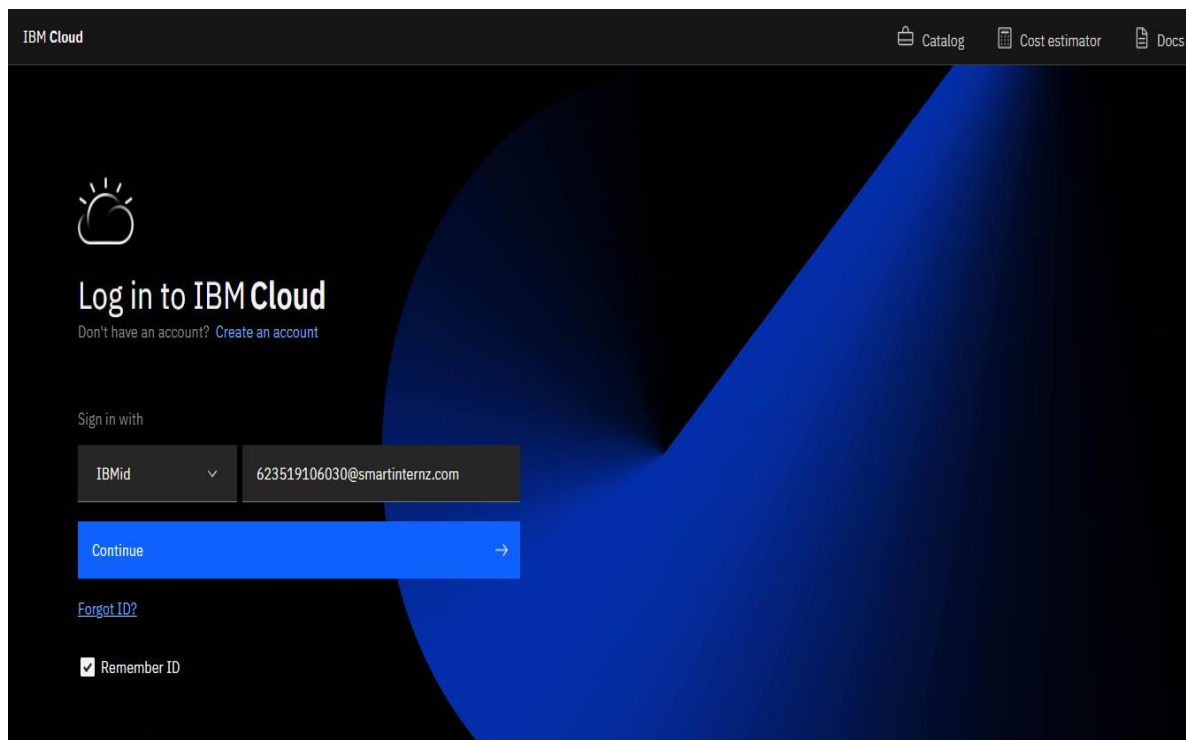 IBM Cloud
Catalog
Cost estimator
Docs
Log in to IBM Cloud
Don't have an account? Create an account
Sign in with
IBMid
623519106030@smartinternz.com
Continue
Forgot ID?
Remember ID